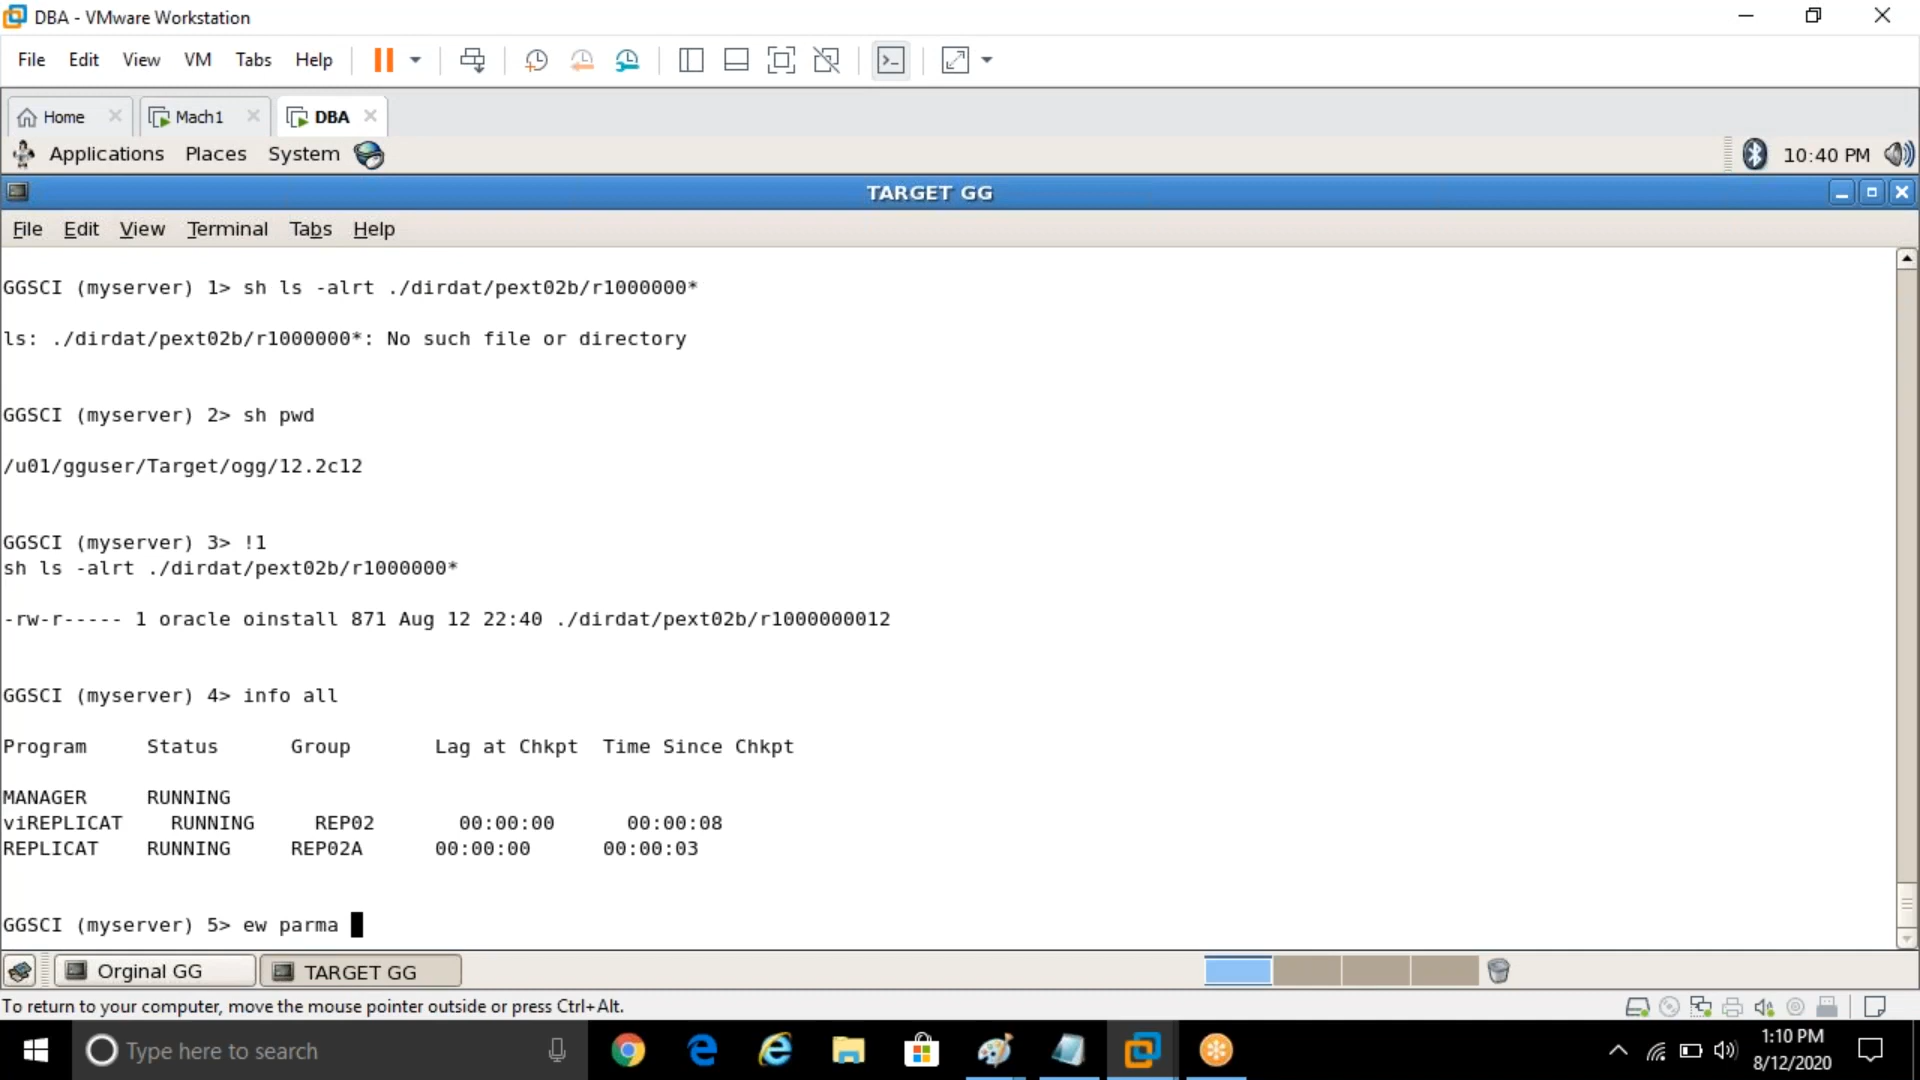 DBA - VMware Workstation
File Edit View VM Tabs Help
Home Mach1 DBA
Applications Places System 10:40 PM
TARGET GG
File Edit View Terminal Tabs Help
GGSCI (myserver) 1> sh ls -alrt ./dirdat/pext02b/r1000000*
ls: ./dirdat/pext02b/r1000000*: No such file or directory
GGSCI (myserver) 2> sh pwd
/u01/gguser/Target/ogg/12.2c12
GGSCI (myserver) 3> !1
sh ls -alrt ./dirdat/pext02b/r1000000*
-rw-r----- 1 oracle oinstall 871 Aug 12 22:40 ./dirdat/pext02b/r1000000012
GGSCI (myserver) 4> info all
Program Status Group Lag at Chkpt Time Since Chkpt
MANAGER RUNNING
viREPLICAT RUNNING REP02 00:00:00 00:00:08
REPLICAT RUNNING REP02A 00:00:00 00:00:03
GGSCI (myserver) 5> ew parma
Orginal GG TARGET GG
To return to your computer, move the mouse pointer outside or press Ctrl+Alt.
Type here to search
1:10 PM
8/12/2020